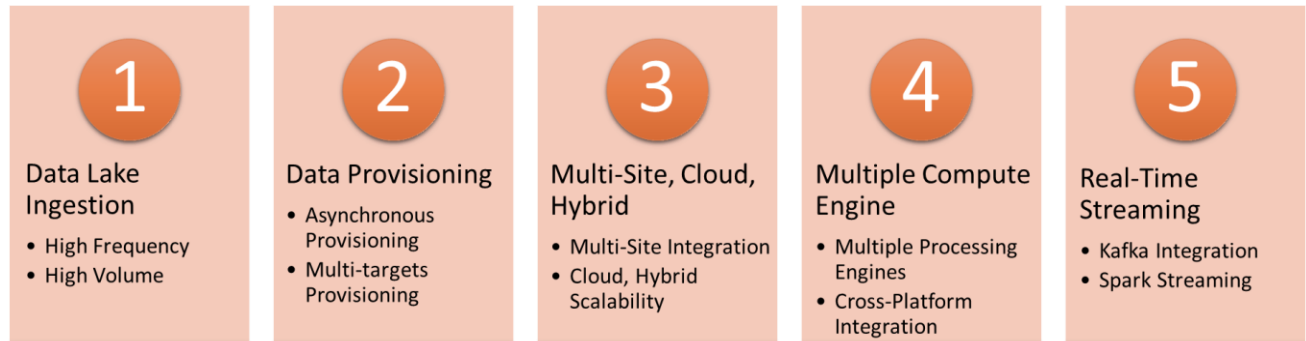 1
Data Lake
Ingestion
• High Frequency
• High Volume
2
Data Provisioning
• Asynchronous
Provisioning
• Multi-targets
Provisioning
3
Multi-Site, Cloud,
Hybrid
• Multi-Site Integration
• Cloud, Hybrid
Scalability
4
Multiple Compute
Engine
• Multiple Processing
Engines
• Cross-Platform
Integration
5
Real-Time
Streaming
• Kafka Integration
• Spark Streaming